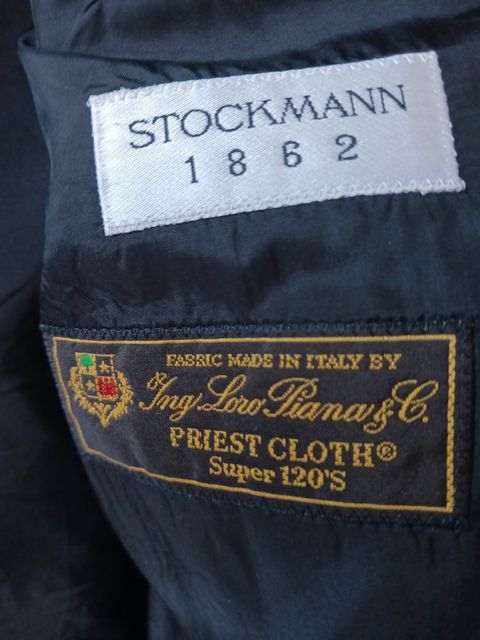 STOCKMANN
1862
FABRIC MADE IN ITALY BY
Ing. Loro Piana & C.
PRIEST CLOTH®
Super 120'S